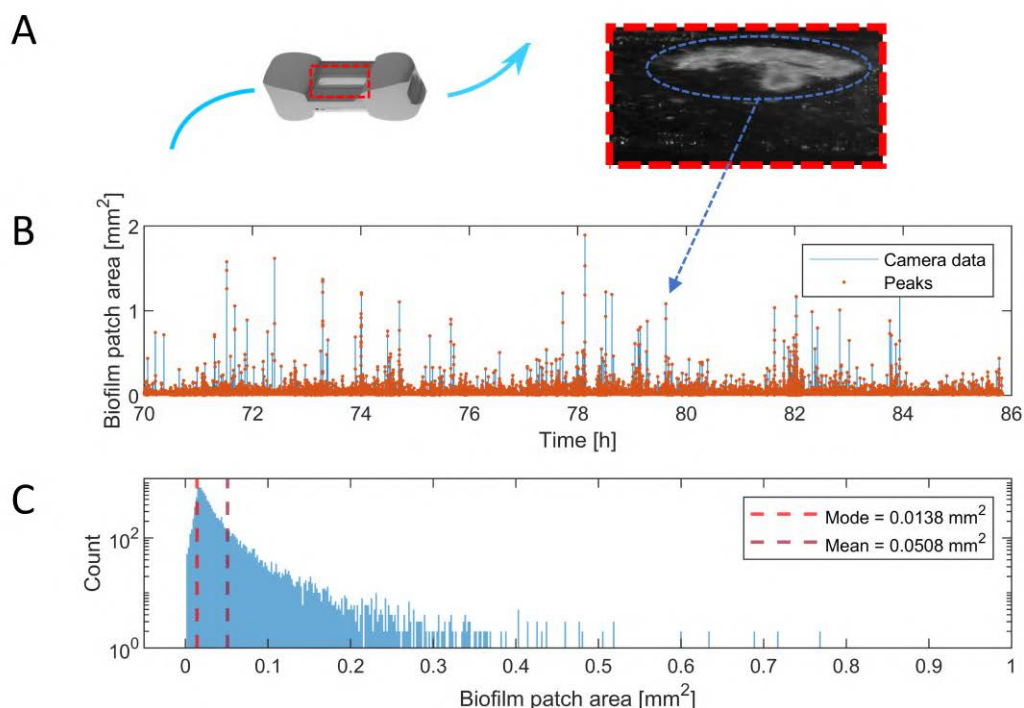 A
B
Biofilm patch area [mm²]
2
1
0
70
72
74
76
78
80
82
84
86
Time [h]
Camera data
Peaks
C
Count
10²
10⁰
0
0.1
0.2
0.3
0.4
0.5
0.6
0.7
0.8
0.9
1
Biofilm patch area [mm²]
Mode = 0.0138 mm²
Mean = 0.0508 mm²